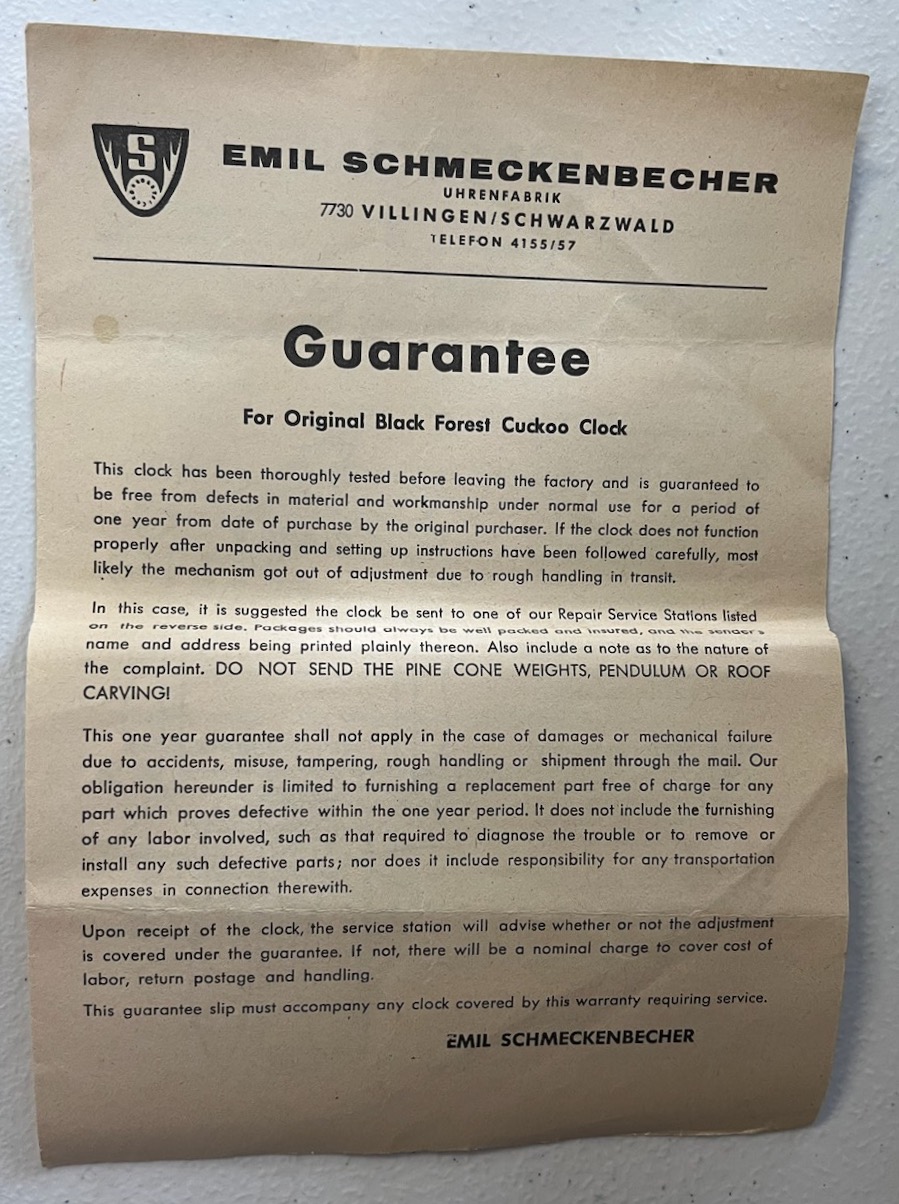 S
EMIL SCHMECKENBECHER
UHRENFABRIK
7730 VILLINGEN/SCHWARZWALD
TELEFON 4155/57
Guarantee
For Original Black Forest Cuckoo Clock
This clock has been thoroughly tested before leaving the factory and is guaranteed to
be free from defects in material and workmanship under normal use for a period of
one year from date of purchase by the original purchaser. If the clock does not function
properly after unpacking and setting up instructions have been followed carefully, most
likely the mechanism got out of adjustment due to rough handling in transit.
In this case, it is suggested the clock be sent to one of our Repair Service Stations listed
on the reverse side. Packages should always be well packed and insured, and the sender's
name and address being printed plainly thereon. Also include a note as to the nature of
the complaint. DO NOT SEND THE PINE CONE WEIGHTS, PENDULUM OR ROOF
CARVING!
This one year guarantee shall not apply in the case of damages or mechanical failure
due to accidents, misuse, tampering, rough handling or shipment through the mail. Our
obligation hereunder is limited to furnishing a replacement part free of charge for any
part which proves defective within the one year period. It does not include the furnishing
of any labor involved, such as that required to diagnose the trouble or to remove or
install any such defective parts; nor does it include responsibility for any transportation
expenses in connection therewith.
Upon receipt of the clock, the service station will advise whether or not the adjustment
is covered under the guarantee. If not, there will be a nominal charge to cover cost of
labor, return postage and handling.
This guarantee slip must accompany any clock covered by this warranty requiring service.
EMIL SCHMECKENBECHER